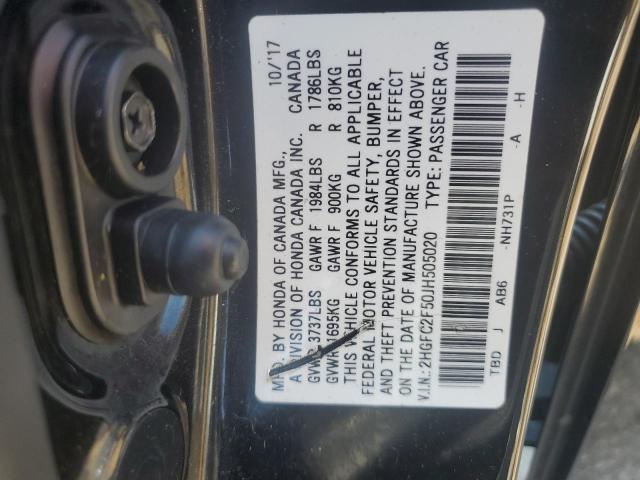 MFD. BY HONDA OF CANADA MFG., 10/'17
A DIVISION OF HONDA CANADA INC. CANADA
GVWR 3737LBS GAWR F 1984LBS R 1786LBS
GVWR 1695KG GAWR F 900KG R 810KG
THIS VEHICLE CONFORMS TO ALL APPLICABLE
FEDERAL MOTOR VEHICLE SAFETY, BUMPER,
AND THEFT PREVENTION STANDARDS IN EFFECT
ON THE DATE OF MANUFACTURE SHOWN ABOVE.
V.I.N.: 2HGFC2F50JH505020 TYPE: PASSENGER CAR
TBD J AB6 -NH731P -A -H